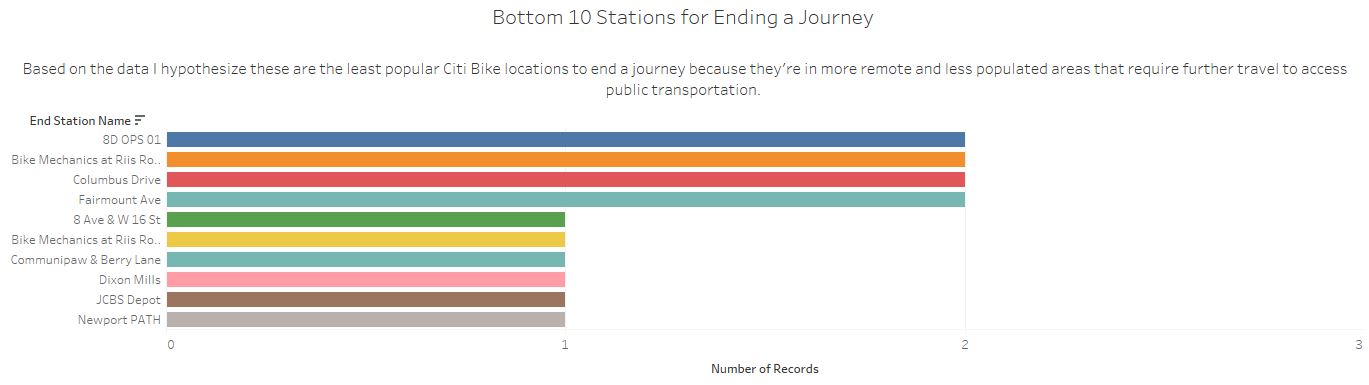 Bottom 10 Stations for Ending a Journey
Based on the data I hypothesize these are the least popular Citi Bike locations to end a journey because they're in more remote and less populated areas that require further travel to access
public transportation.
End Station Name
8D OPS 01
Bike Mechanics at Riis Ro..
Columbus Drive
Fairmount Ave
8 Ave & W 16 St
Bike Mechanics at Riis Ro..
Communipaw & Berry Lane
Dixon Mills
JCBS Depot
Newport PATH
0 1 2 3
Number of Records